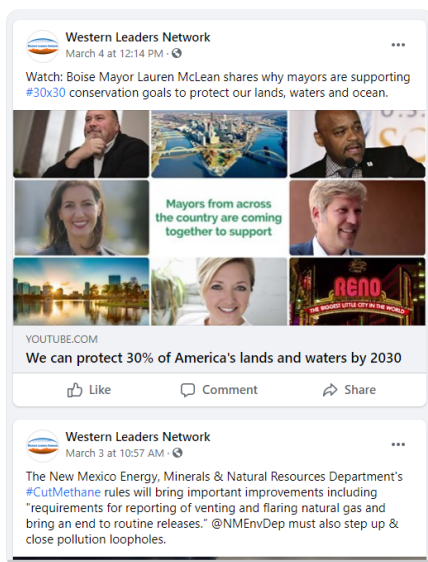 Western Leaders Network
March 4 at 12:14 PM ·
Watch: Boise Mayor Lauren McLean shares why mayors are supporting
#30x30 conservation goals to protect our lands, waters and ocean.
Mayors from across
the country are coming
together to support
RENO
THE BIGGEST LITTLE CITY IN THE WORLD
YOUTUBE.COM
We can protect 30% of America's lands and waters by 2030
Like
Comment
Share
Western Leaders Network
March 3 at 10:57 AM ·
The New Mexico Energy, Minerals & Natural Resources Department's
#CutMethane rules will bring important improvements including
"requirements for reporting of venting and flaring natural gas and
bring an end to routine releases." @NMEnvDep must also step up &
close pollution loopholes.